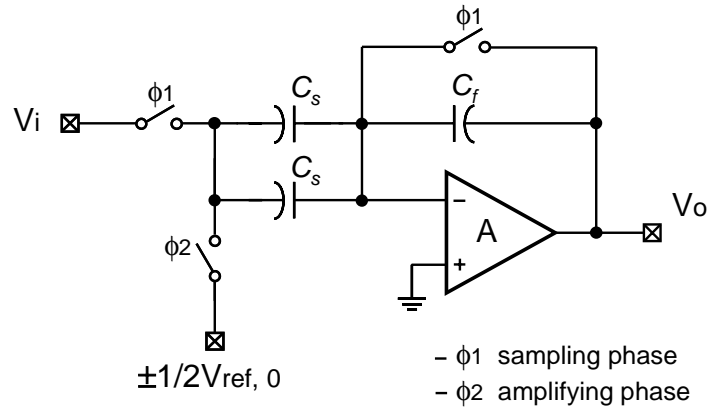 ϕ1
Cs
Cf
Vi
ϕ1
Cs
ϕ2
−
A
+
Vo
±1/2Vref, 0
– ϕ1 sampling phase
– ϕ2 amplifying phase